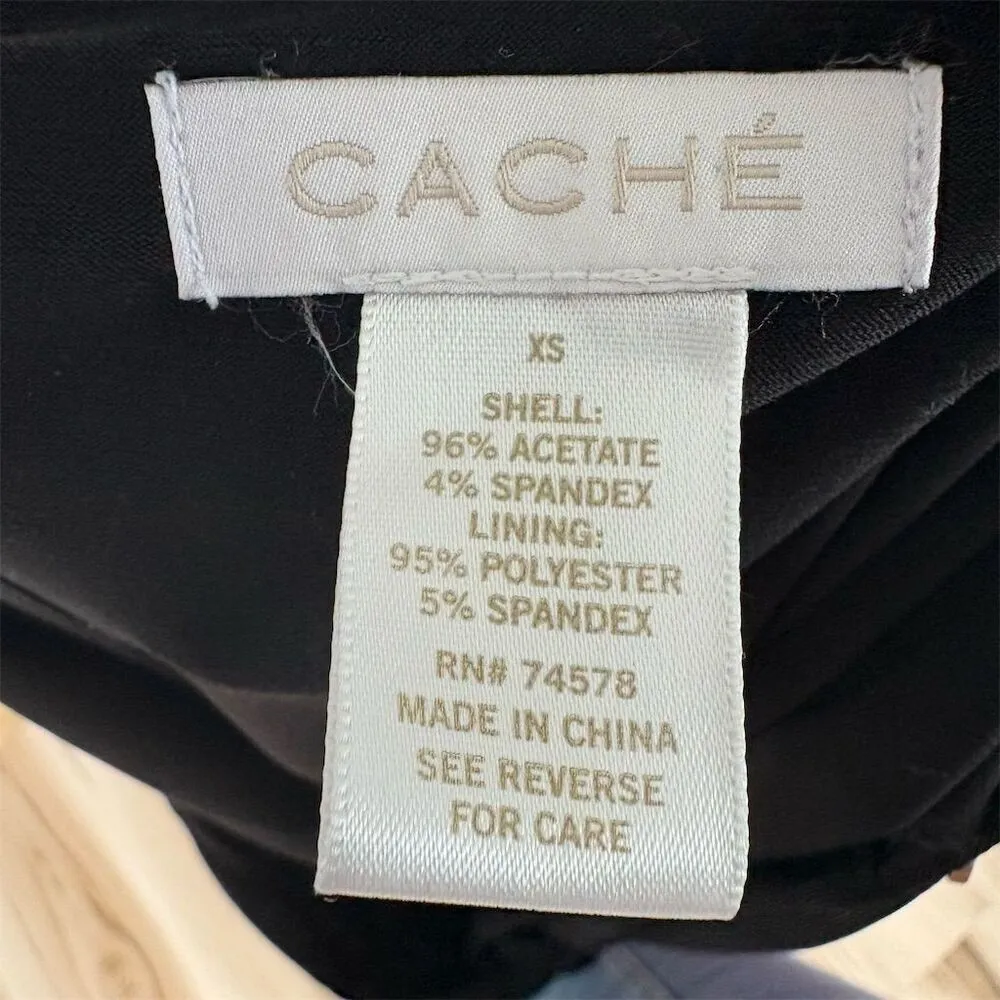 CACHÉ
XS
SHELL:
96% ACETATE
4% SPANDEX
LINING:
95% POLYESTER
5% SPANDEX
RN# 74578
MADE IN CHINA
SEE REVERSE
FOR CARE